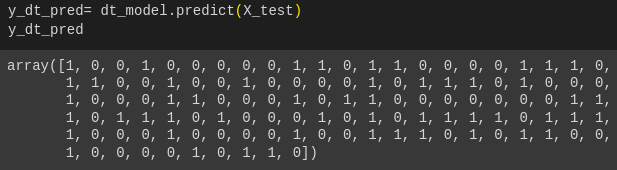 y_dt_pred= dt_model.predict(X_test)
y_dt_pred
array([1, 0, 0, 1, 0, 0, 0, 0, 0, 1, 1, 0, 1, 1, 0, 0, 0, 0, 1, 1, 1, 0,
1, 1, 0, 0, 1, 0, 0, 1, 0, 0, 0, 0, 1, 0, 1, 1, 1, 0, 1, 0, 0, 0,
1, 0, 0, 0, 1, 1, 0, 0, 0, 1, 0, 1, 1, 0, 0, 0, 0, 0, 0, 0, 1, 1,
1, 0, 1, 1, 1, 0, 1, 0, 0, 0, 1, 0, 1, 0, 1, 1, 1, 1, 0, 1, 1, 1,
1, 0, 0, 0, 1, 0, 0, 0, 0, 1, 0, 0, 1, 1, 1, 0, 1, 0, 1, 1, 0, 0,
1, 0, 0, 0, 0, 1, 0, 1, 1, 0])